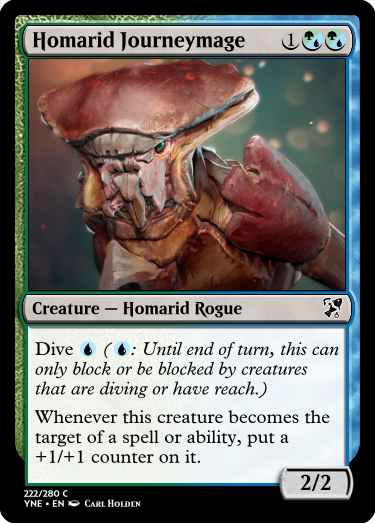 Homarid Journeymage 1
Creature — Homarid Rogue
Dive ( : Until end of turn, this can
only block or be blocked by creatures
that are diving or have reach.)
Whenever this creature becomes the
target of a spell or ability, put a
+1/+1 counter on it.
2/2
222/280 C
YNE • EN Carl Holden